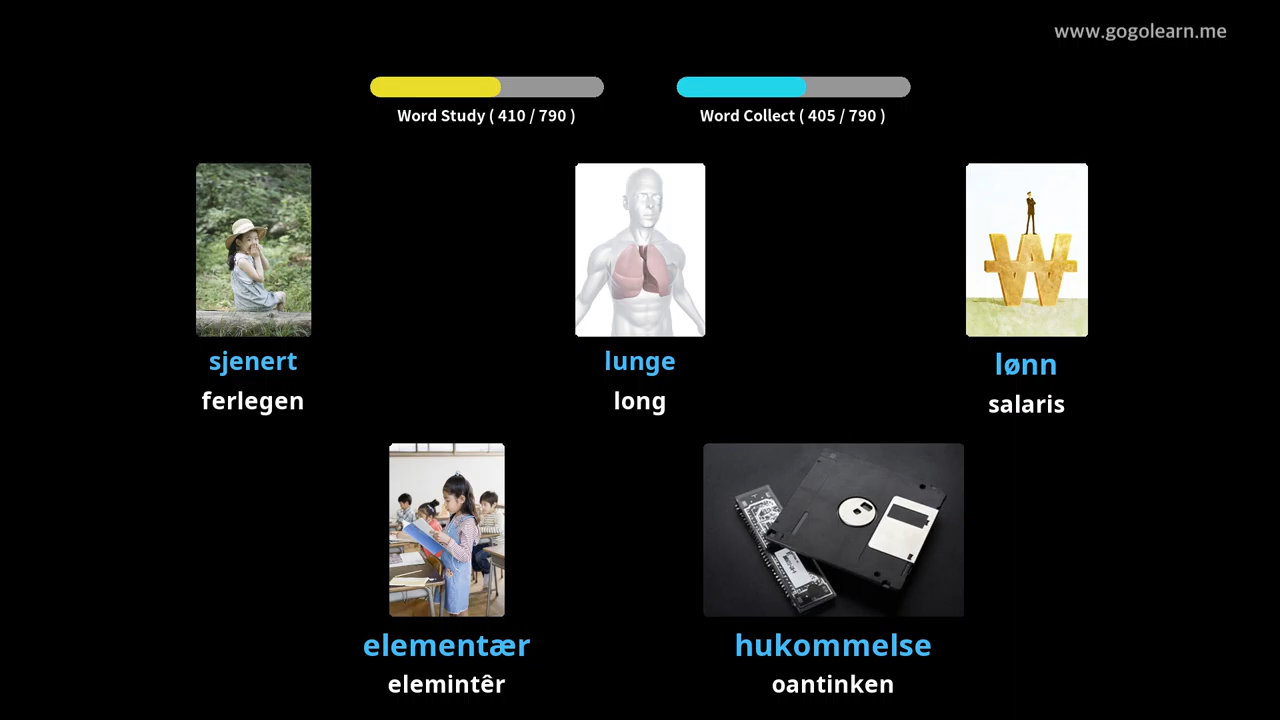 www.gogolearn.me
Word Study ( 410 / 790 )
Word Collect ( 405 / 790 )
sjenert
ferlegen
lunge
long
lønn
salaris
elementær
elemintêr
hukommelse
oantinken